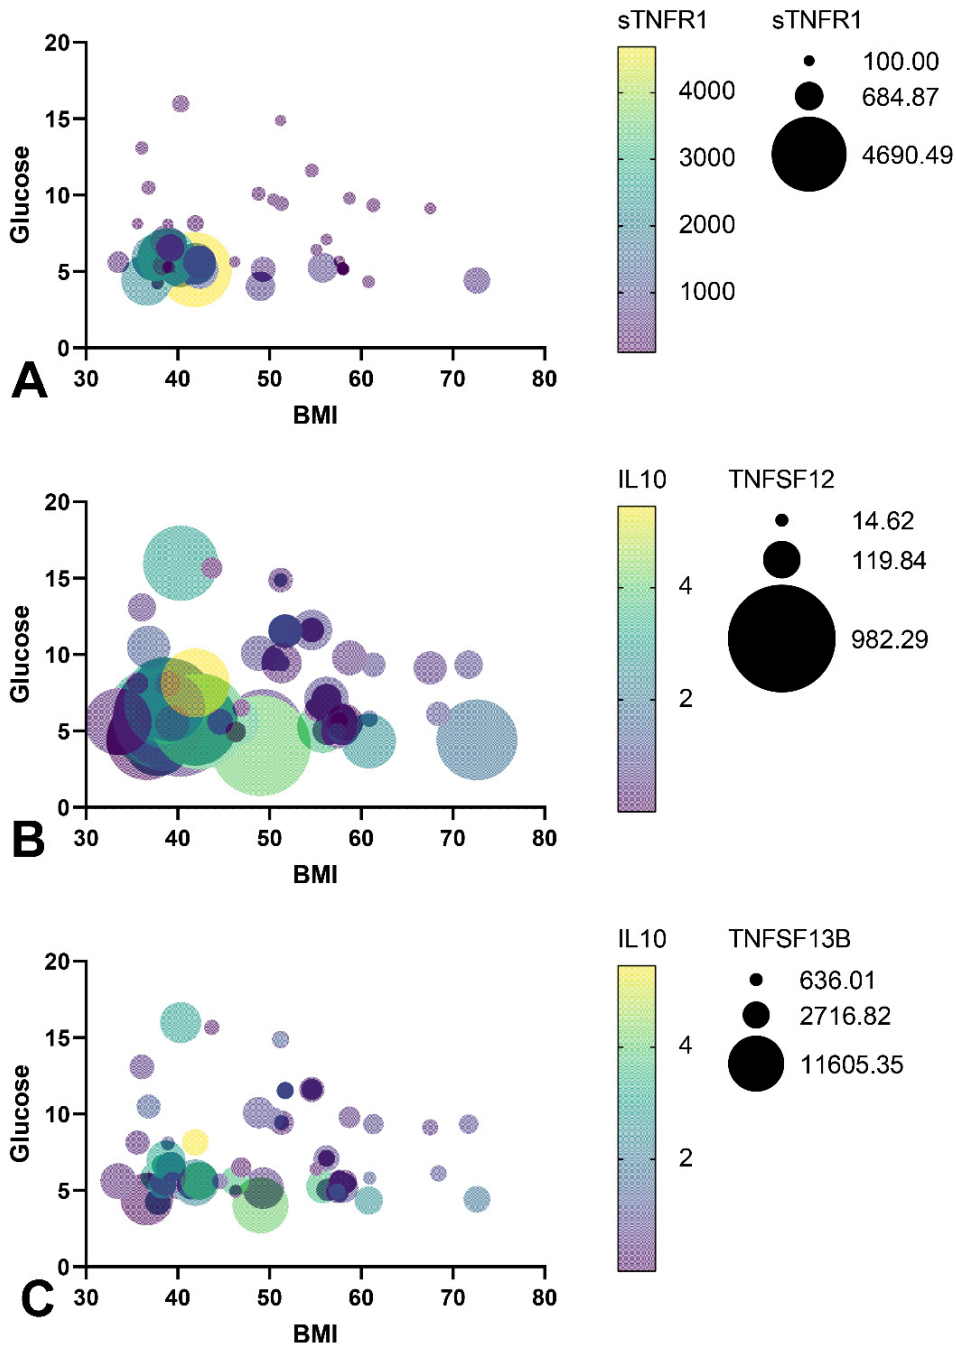 sTNFR1 sTNFR1
20
15
10
5
0
Glucose
30 40 50 60 70 80
BMI
A
4000
3000
2000
1000
100.00
684.87
4690.49
IL10 TNFSF12
20
15
10
5
0
Glucose
30 40 50 60 70 80
BMI
B
4
2
14.62
119.84
982.29
IL10 TNFSF13B
20
15
10
5
0
Glucose
30 40 50 60 70 80
BMI
C
4
2
636.01
2716.82
11605.35